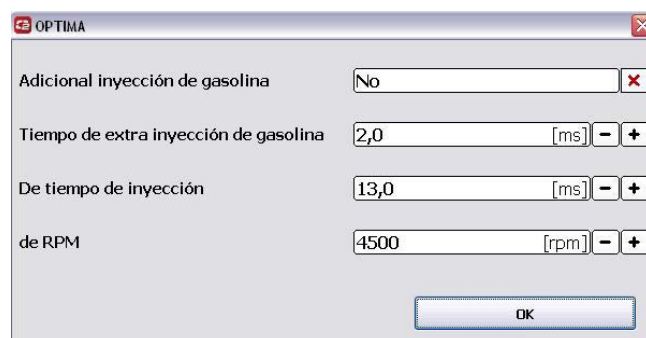 OPTIMA
Adicional inyección de gasolina No
Tiempo de extra inyección de gasolina 2,0 [ms] - +
De tiempo de inyección 13,0 [ms] - +
de RPM 4500 [rpm] - +
OK